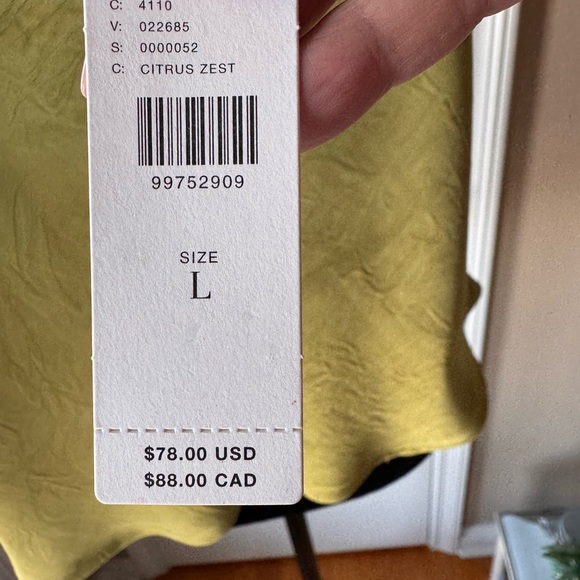 C: 4110
V: 022685
S: 0000052
C: CITRUS ZEST
99752909
SIZE
L
$78.00 USD
$88.00 CAD